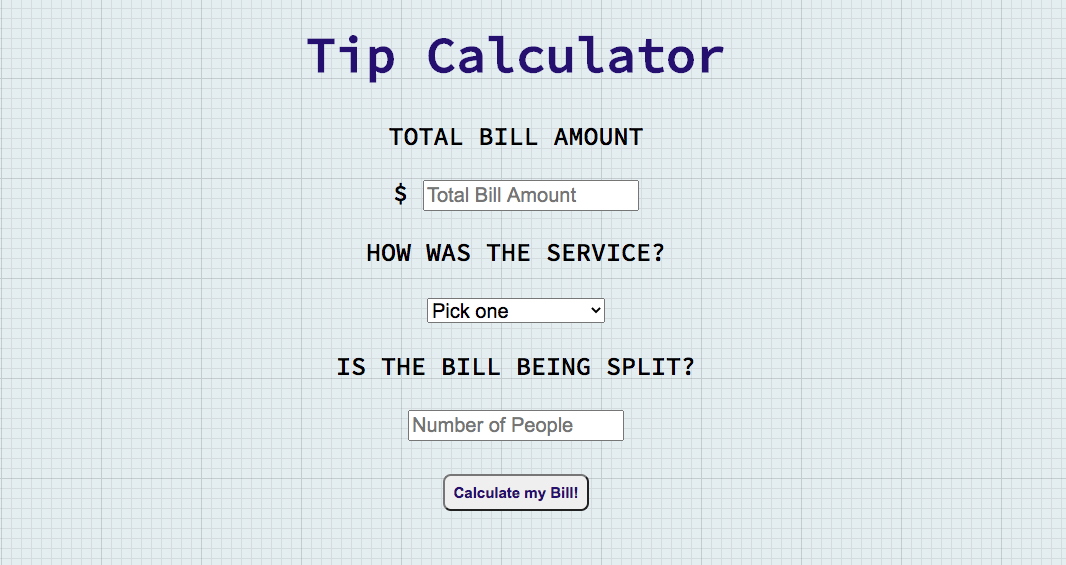 Tip Calculator
TOTAL BILL AMOUNT
$ Total Bill Amount
HOW WAS THE SERVICE?
Pick one
IS THE BILL BEING SPLIT?
Number of People
Calculate my Bill!